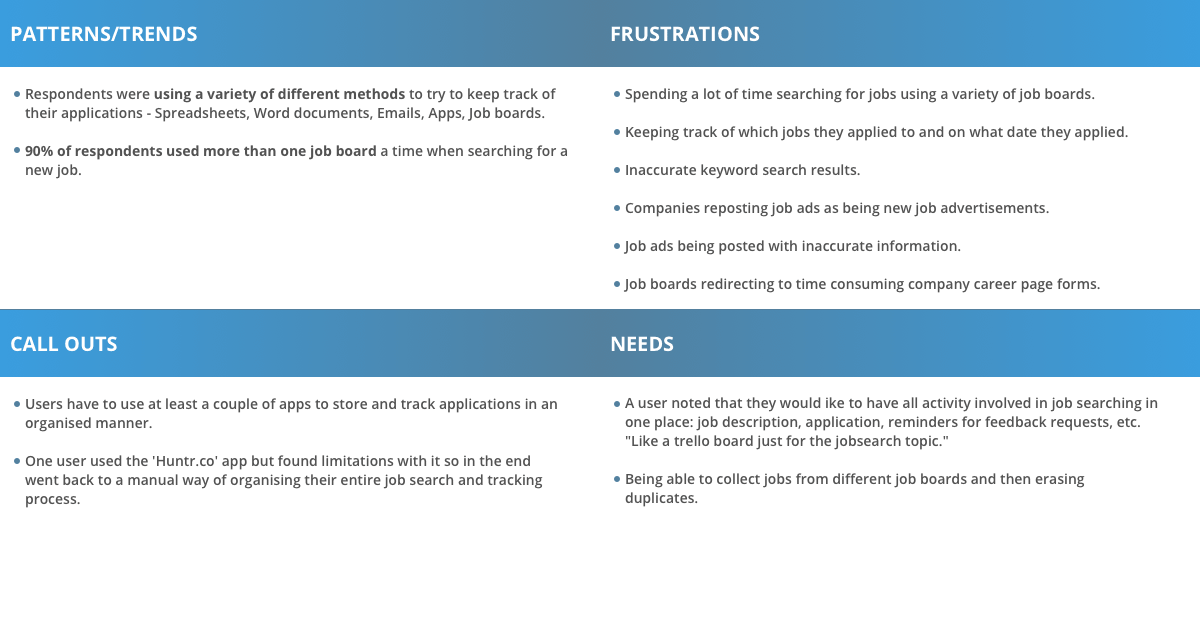 PATTERNS/TRENDS
Respondents were using a variety of different methods to try to keep track of
their applications - Spreadsheets, Word documents, Emails, Apps, Job boards.
90% of respondents used more than one job board a time when searching for a
new job.
FRUSTRATIONS
Spending a lot of time searching for jobs using a variety of job boards.
Keeping track of which jobs they applied to and on what date they applied.
Inaccurate keyword search results.
Companies reposting job ads as being new job advertisements.
Job ads being posted with inaccurate information.
Job boards redirecting to time consuming company career page forms.
CALL OUTS
Users have to use at least a couple of apps to store and track applications in an
organised manner.
One user used the 'Huntr.co' app but found limitations with it so in the end
went back to a manual way of organising their entire job search and tracking
process.
NEEDS
A user noted that they would ike to have all activity involved in job searching in
one place: job description, application, reminders for feedback requests, etc.
"Like a trello board just for the jobsearch topic."
Being able to collect jobs from different job boards and then erasing
duplicates.